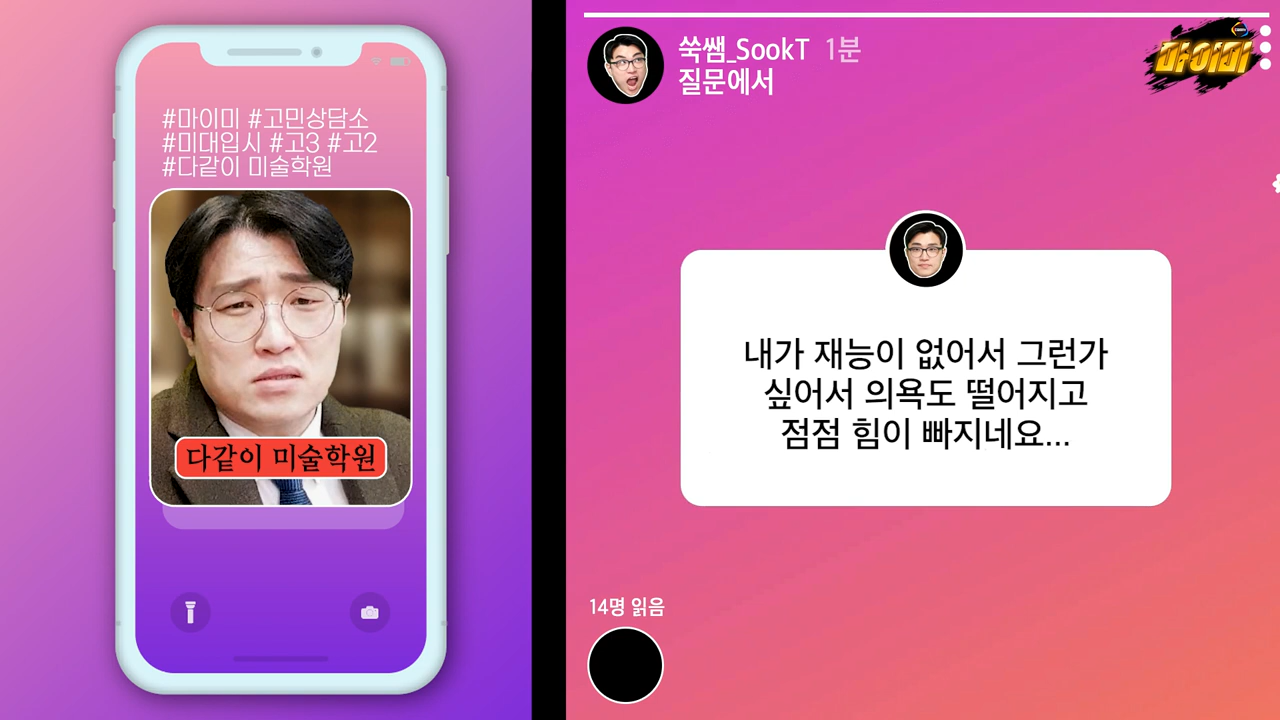 #마이미 #고민상담소
#미대입시 #고3 #고2
#다같이 미술학원
다같이 미술학원
쑥쌤_SookT 1분
질문에서
마이미
내가 재능이 없어서 그런가
싶어서 의욕도 떨어지고
점점 힘이 빠지네요...
14명 읽음